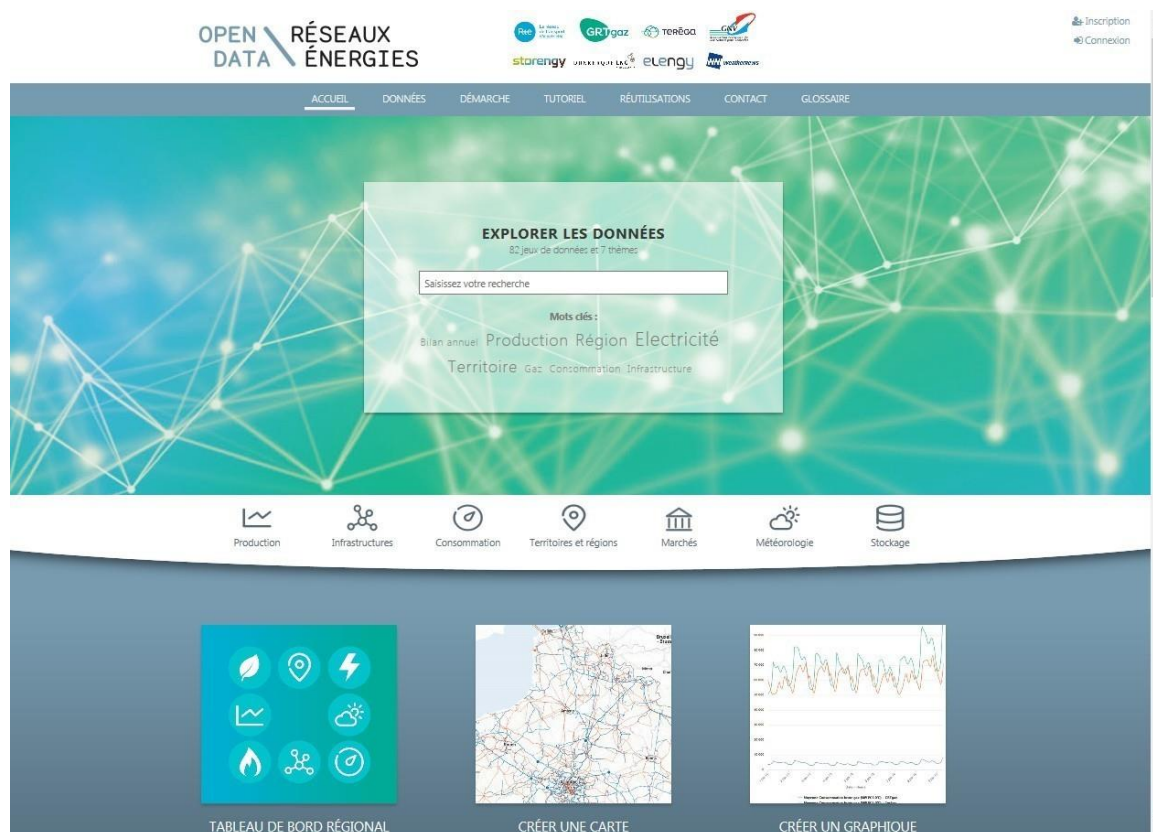 OPEN DATA
RÉSEAUX ÉNERGIES
Rte
GRTgaz
TERĒGA
storengy
elengy
Inscription
Connexion
ACCUEIL DONNÉES DÉMARCHE TUTORIEL RÉUTILISATIONS CONTACT GLOSSAIRE
EXPLORER LES DONNÉES
82 jeux de données et 7 thèmes
Saisissez votre recherche
Mots clés :
Bilan annuel Production Région Electricité
Territoire Gaz Consommation Infrastructure
Production Infrastructures Consommation Territoires et régions Marchés Météorologie Stockage
TABLEAU DE BORD RÉGIONAL CRÉER UNE CARTE CRÉER UN GRAPHIQUE